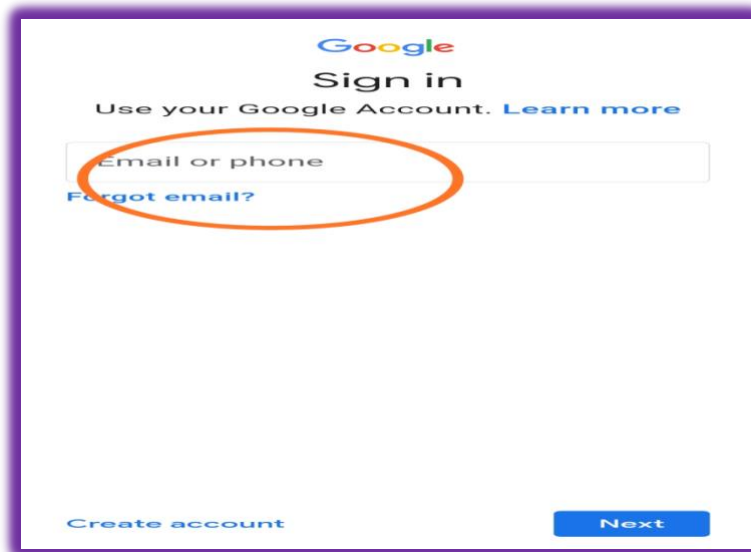 Google
Sign in
Use your Google Account. Learn more
Email or phone
Forgot email?
Create account Next